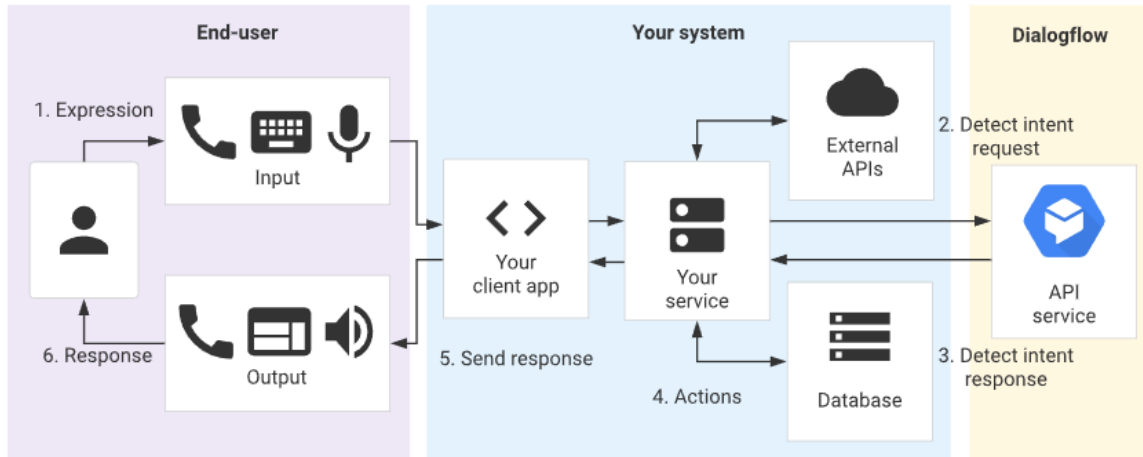 End-user
Your system
Dialogflow
1. Expression
Input
External
APIs
2. Detect intent
request
Your
client app
Your
service
API
service
6. Response
Output
5. Send response
4. Actions
Database
3. Detect intent
response